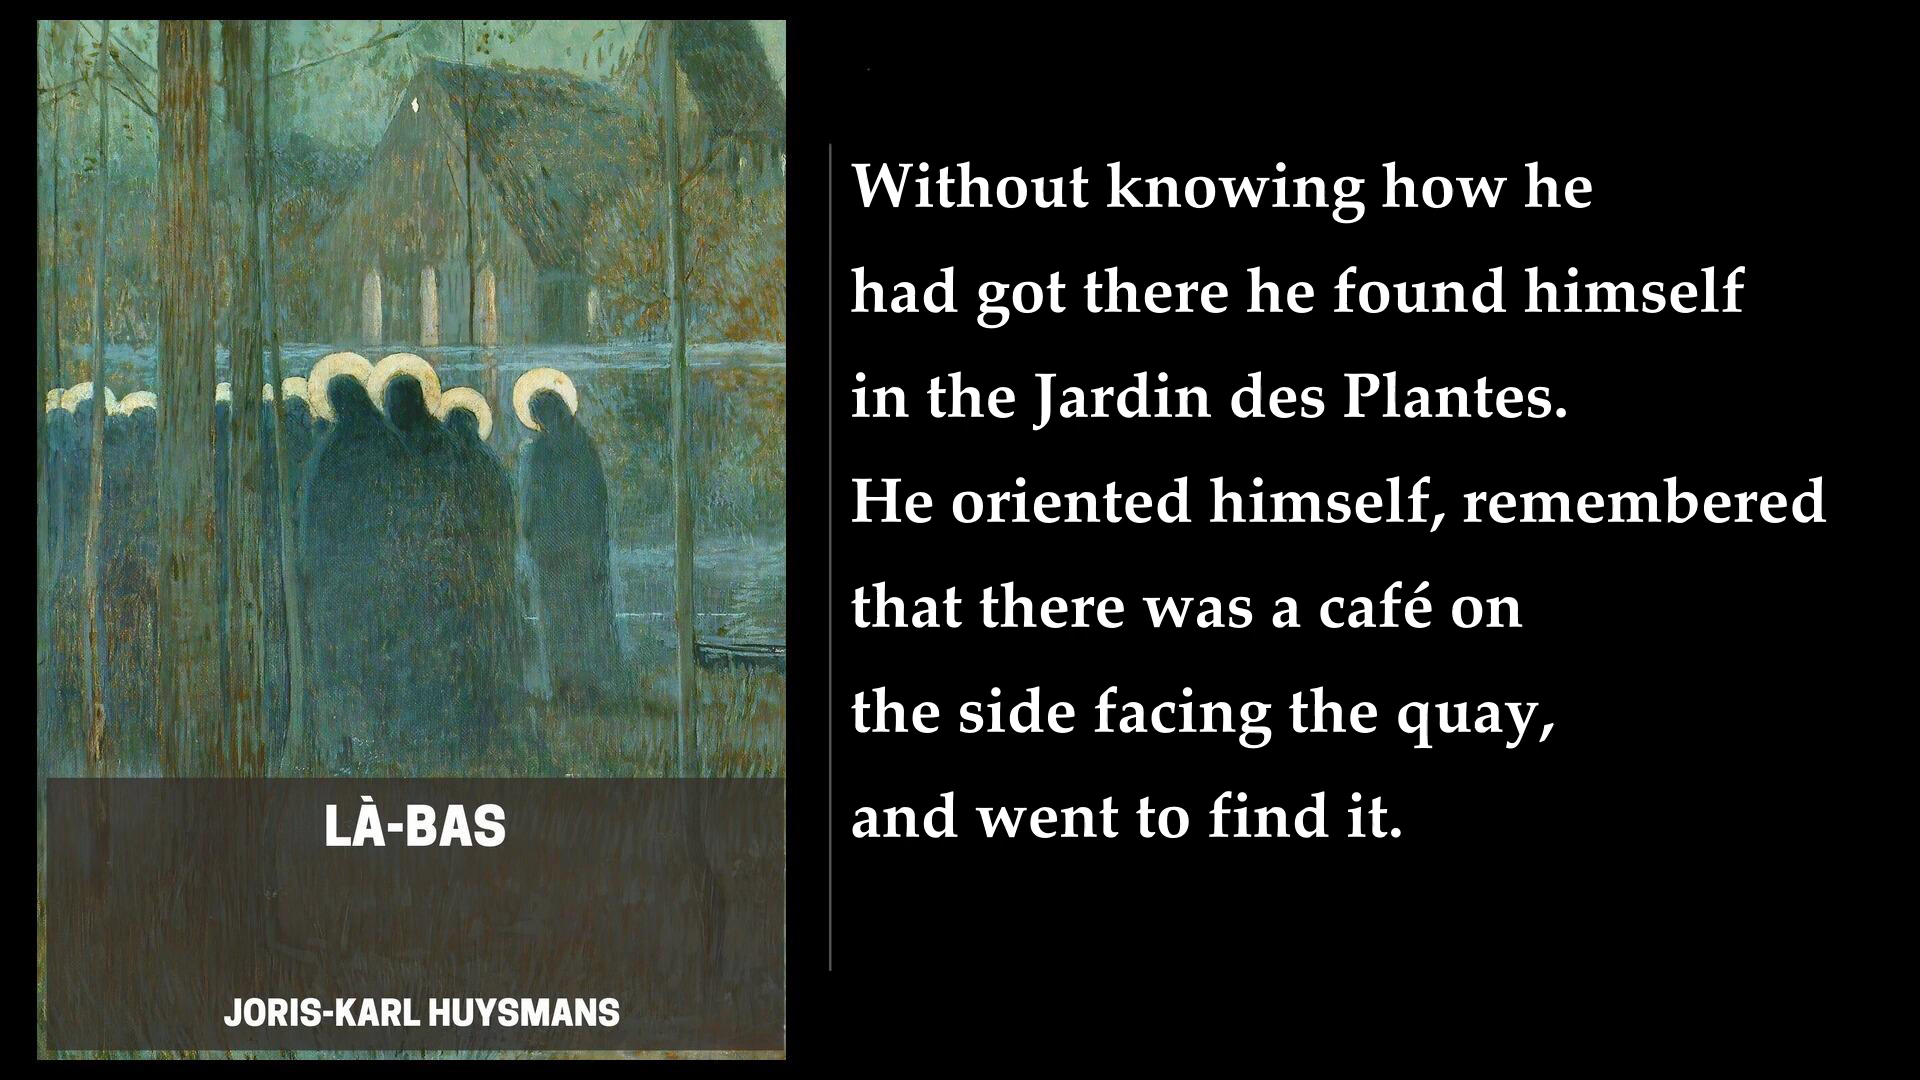 LÀ-BAS
JORIS-KARL HUYSMANS
Without knowing how he
had got there he found himself
in the Jardin des Plantes.
He oriented himself, remembered
that there was a café on
the side facing the quay,
and went to find it.